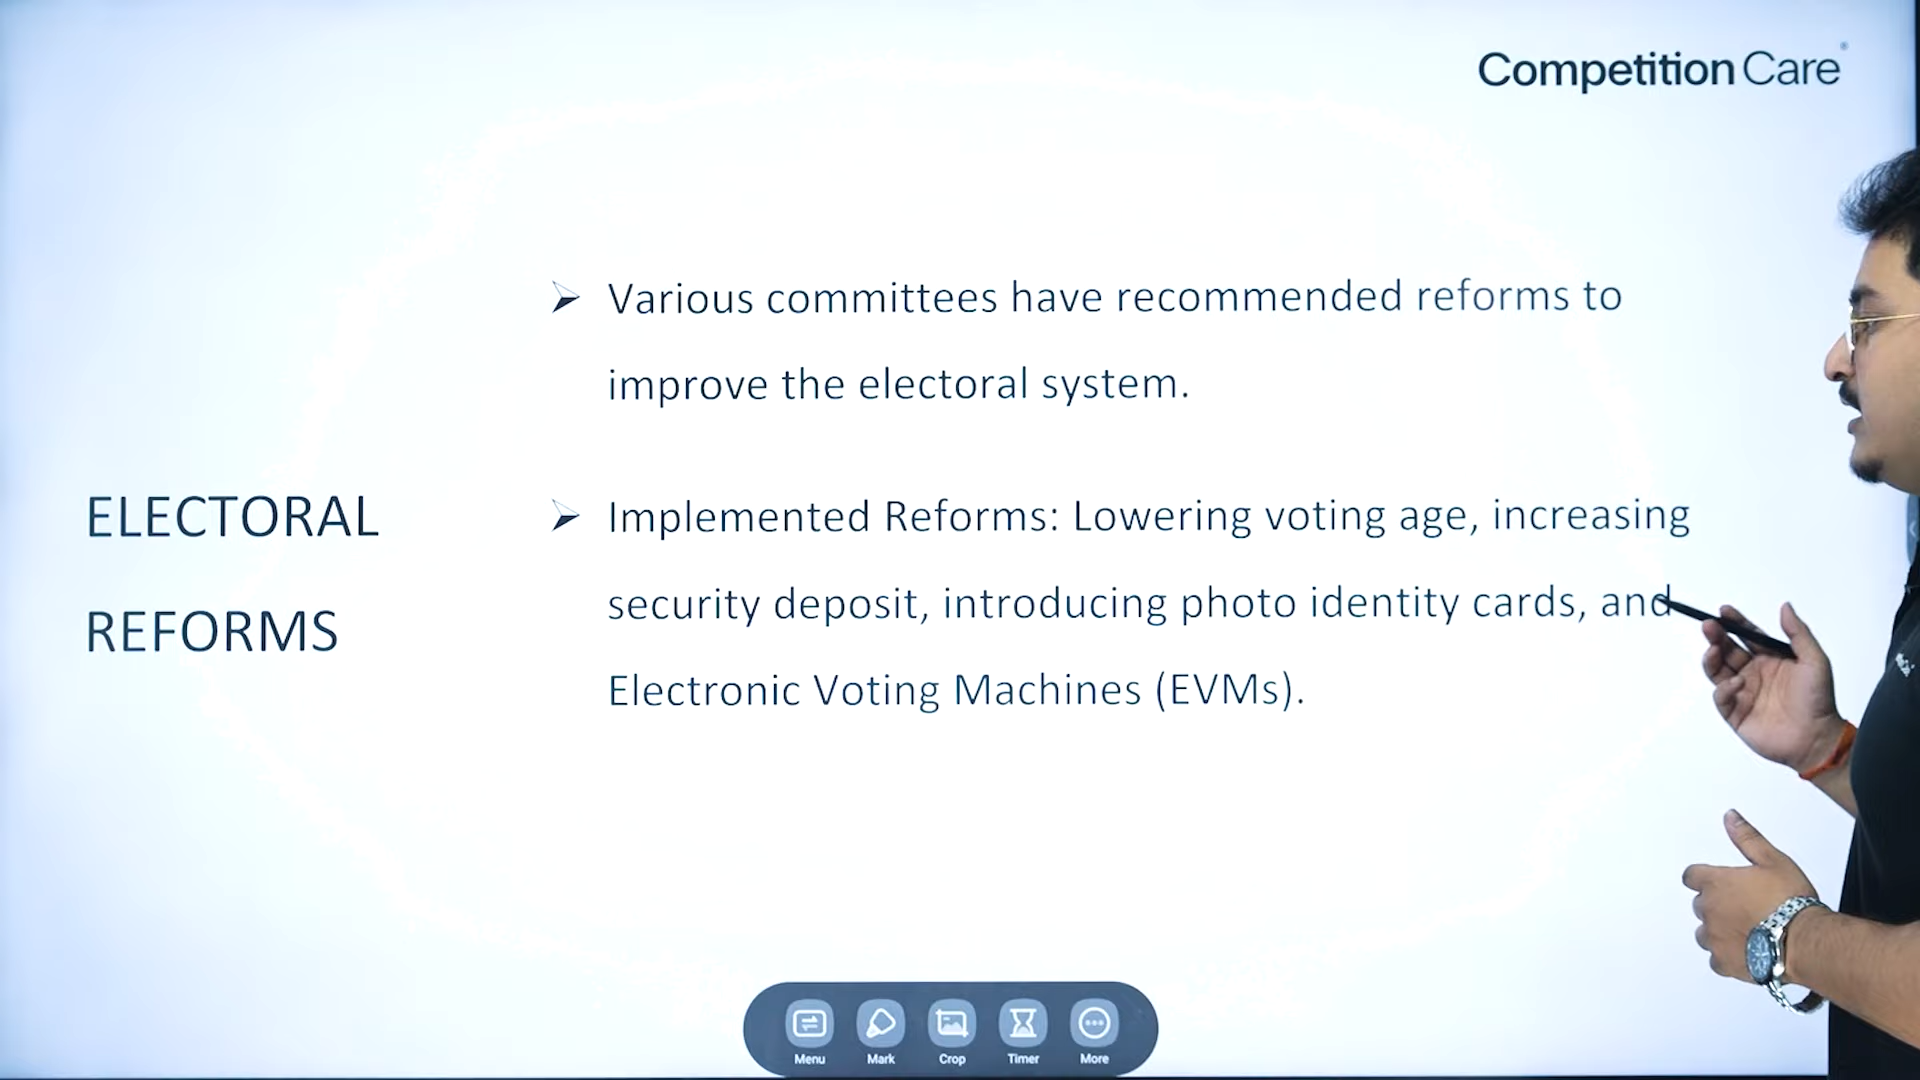 Competition Care
Various committees have recommended reforms to
improve the electoral system.
ELECTORAL
REFORMS
Implemented Reforms: Lowering voting age, increasing
security deposit, introducing photo identity cards, and
Electronic Voting Machines (EVMs).
Menu
Mark
Crop
Timer
More